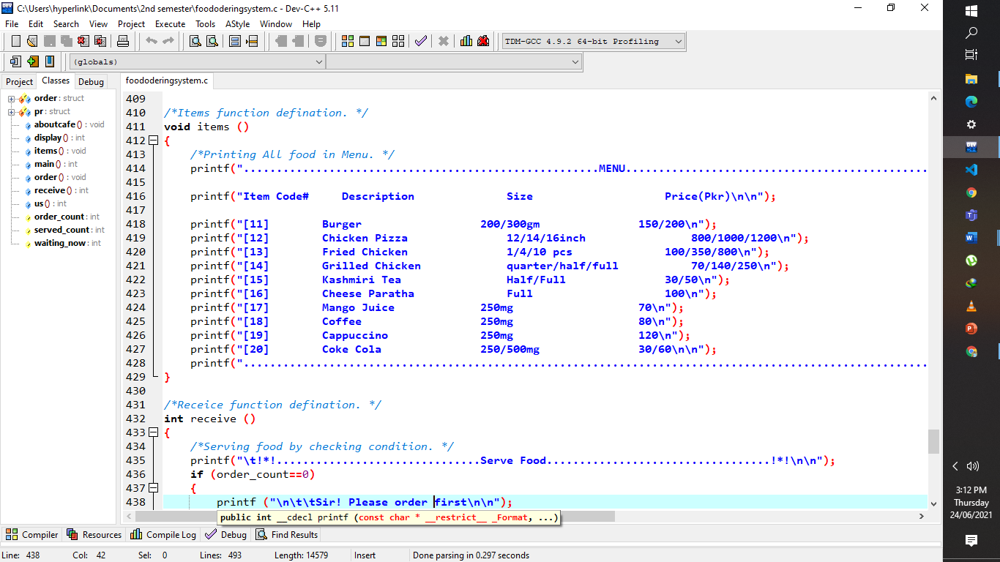 C:\Users\hyperlink\Documents\2nd semester\foododeringsystem.c - Dev-C++ 5.11
File Edit Search View Project Execute Tools AStyle Window Help
TDM-GCC 4.9.2 64-bit Profiling
(globals)
Project Classes Debug
foododeringsystem.c
order : struct
pr : struct
aboutcafe () : void
display () : int
items () : void
main () : int
order () : void
receive () : int
us () : int
order_count : int
served_count : int
waiting_now : int
409
410 /*Items function defination. */
411 void items ()
412 {
413 /*Printing All food in Menu. */
414 printf("......................................................MENU..............................................
415
416 printf("Item Code#     Description              Size                    Price(Pkr)\n\n");
417
418 printf("[11]        Burger                  200/300gm               150/200\n");
419 printf("[12]        Chicken Pizza               12/14/16inch                800/1000/1200\n");
420 printf("[13]        Fried Chicken               1/4/10 pcs              100/350/800\n");
421 printf("[14]        Grilled Chicken             quarter/half/full           70/140/250\n");
422 printf("[15]        Kashmiri Tea                Half/Full               30/50\n");
423 printf("[16]        Cheese Paratha              Full                    100\n");
424 printf("[17]        Mango Juice             250mg                   70\n");
425 printf("[18]        Coffee                  250mg                   80\n");
426 printf("[19]        Cappuccino              250mg                   120\n");
427 printf("[20]        Coke Cola               250/500mg               30/60\n\n");
428 printf("........................................................................................................
429 }
430
431 /*Receice function defination. */
432 int receive ()
433 {
434 /*Serving food by checking condition. */
435 printf("\t!*!...............................Serve Food..................................!*!\n\n");
436 if (order_count==0)
437 {
438 printf ("\n\t\tSir! Please order first\n\n");
public int __cdecl printf (const char * __restrict__ _Format, ...)
Compiler Resources Compile Log Debug Find Results
Line: 438 Col: 42 Sel: 0 Lines: 493 Length: 14579 Insert Done parsing in 0.297 seconds
3:12 PM
Thursday
24/06/2021